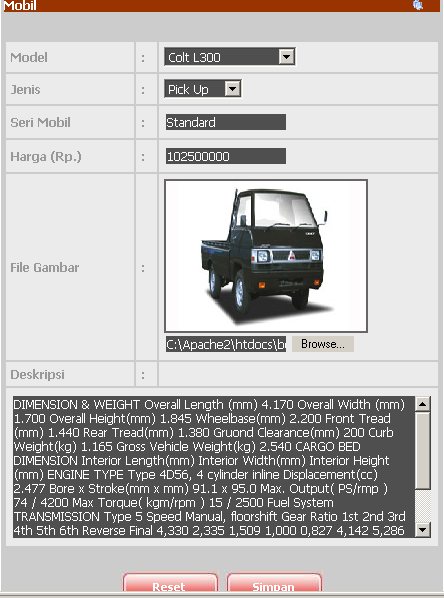 Mobil
Model : Colt L300
Jenis : Pick Up
Seri Mobil : Standard
Harga (Rp.) : 102500000
File Gambar :
C:\Apache2\htdocs\b Browse...
Deskripsi :
DIMENSION & WEIGHT Overall Length (mm) 4.170 Overall Width (mm)
1.700 Overall Height(mm) 1.845 Wheelbase(mm) 2.200 Front Tread
(mm) 1.440 Rear Tread(mm) 1.380 Gruond Clearance(mm) 200 Curb
Weight(kg) 1.165 Gross Vehicle Weight(kg) 2.540 CARGO BED
DIMENSION Interior Length(mm) Interior Width(mm) Interior Height
(mm) ENGINE TYPE Type 4D56, 4 cylinder inline Displacement(cc)
2.477 Bore x Stroke(mm x mm) 91.1 x 95.0 Max. Output( PS/rmp )
74 / 4200 Max Torque( kgm/rpm ) 15 / 2500 Fuel System
TRANSMISSION Type 5 Speed Manual, floorshift Gear Ratio 1st 2nd 3rd
4th 5th 6th Reverse Final 4,330 2,335 1,509 1,000 0,827 4,142 5,286
Reset Simpan